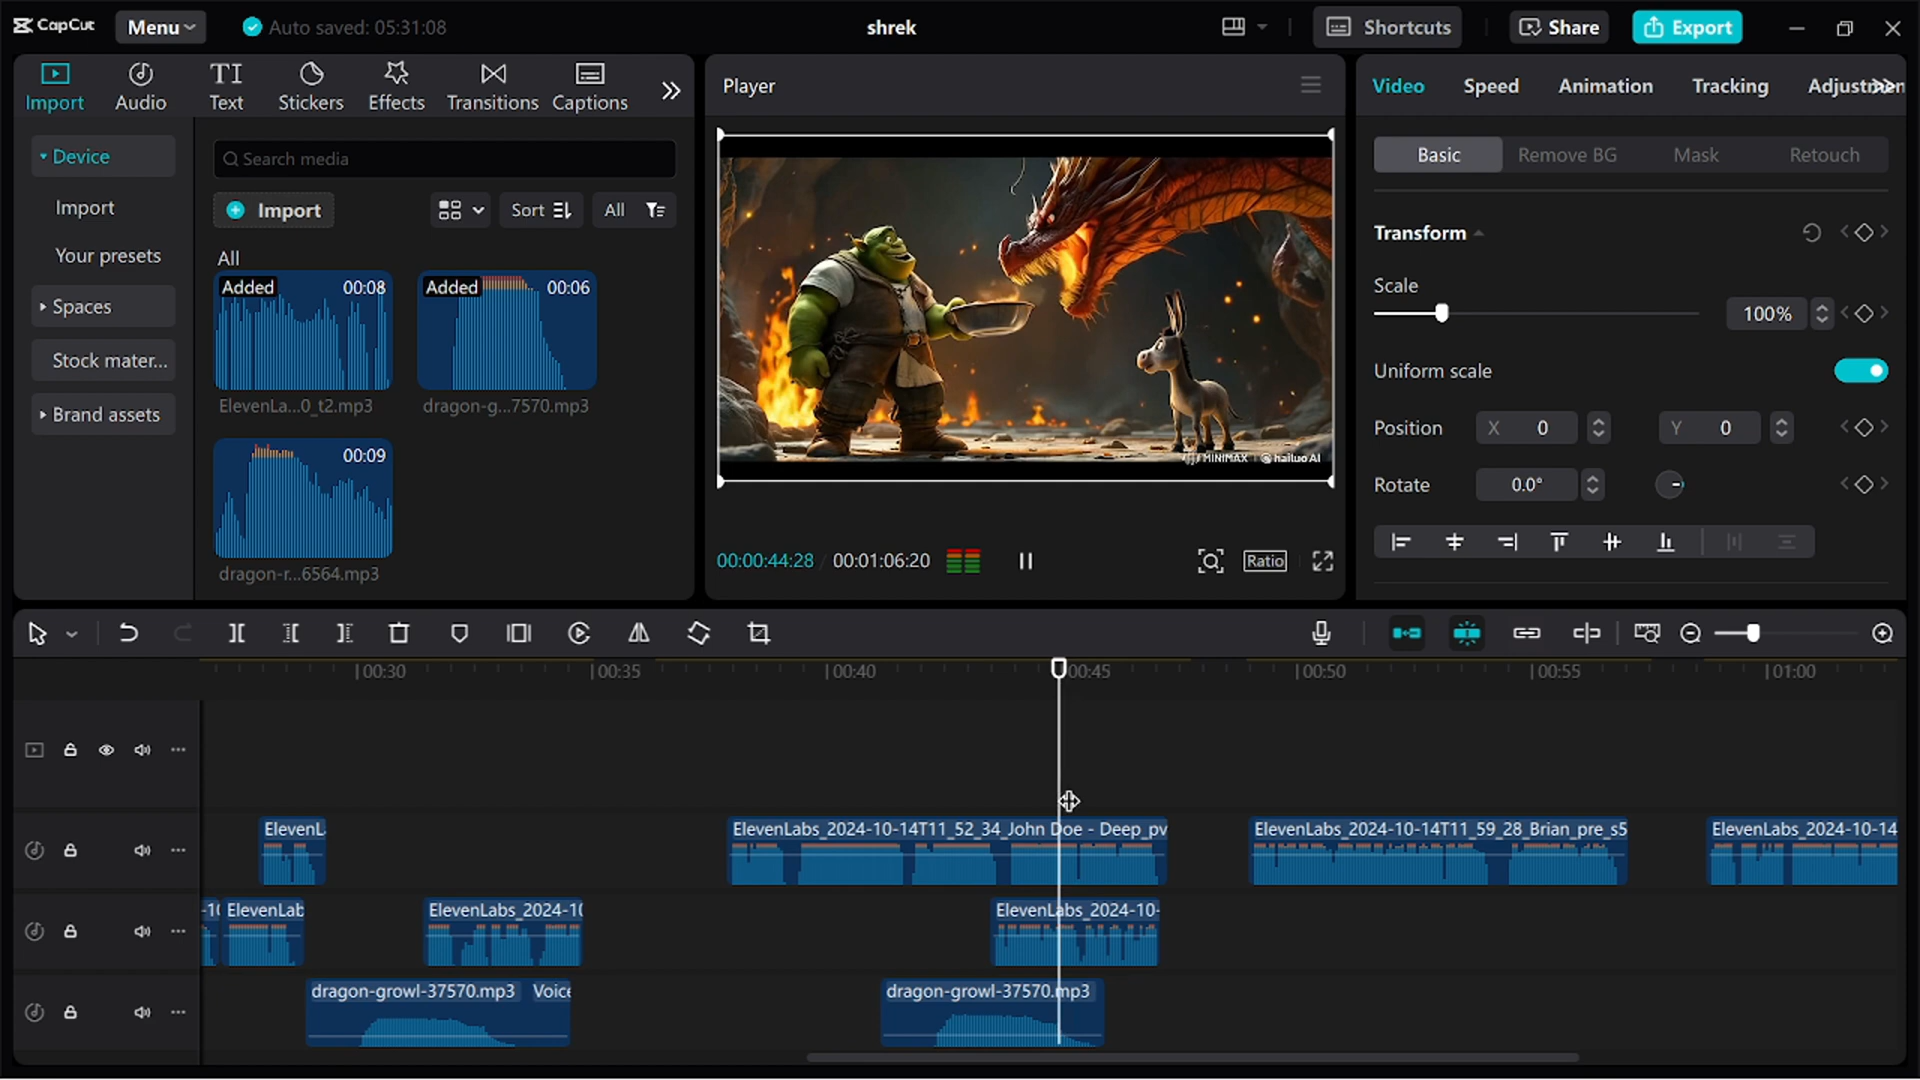 CapCut Menu Auto saved: 05:31:08 shrek Shortcuts Share Export
Import Audio Text Stickers Effects Transitions Captions
Device
Import
Your presets
Spaces
Stock mater...
Brand assets
Search media
Import Sort All
All
Added 00:08 Added 00:06
ElevenLa...0_t2.mp3 dragon-g...7570.mp3
00:09
dragon-r...6564.mp3
Player
MINIMAX hailuo AI
00:00:44:28 / 00:01:06:20 Ratio
Video Speed Animation Tracking Adjustmen
Basic Remove BG Mask Retouch
Transform
Scale
100%
Uniform scale
Position X 0 Y 0
Rotate 0.0°
00:30 00:35 00:40 00:45 00:50 00:55 01:00
ElevenL ElevenLabs_2024-10-14T11_52_34_John Doe - Deep_pv ElevenLabs_2024-10-14T11_59_28_Brian_pre_s5 ElevenLabs_2024-10-14
-10 ElevenLab ElevenLabs_2024-10 ElevenLabs_2024-10-
dragon-growl-37570.mp3 Voice dragon-growl-37570.mp3